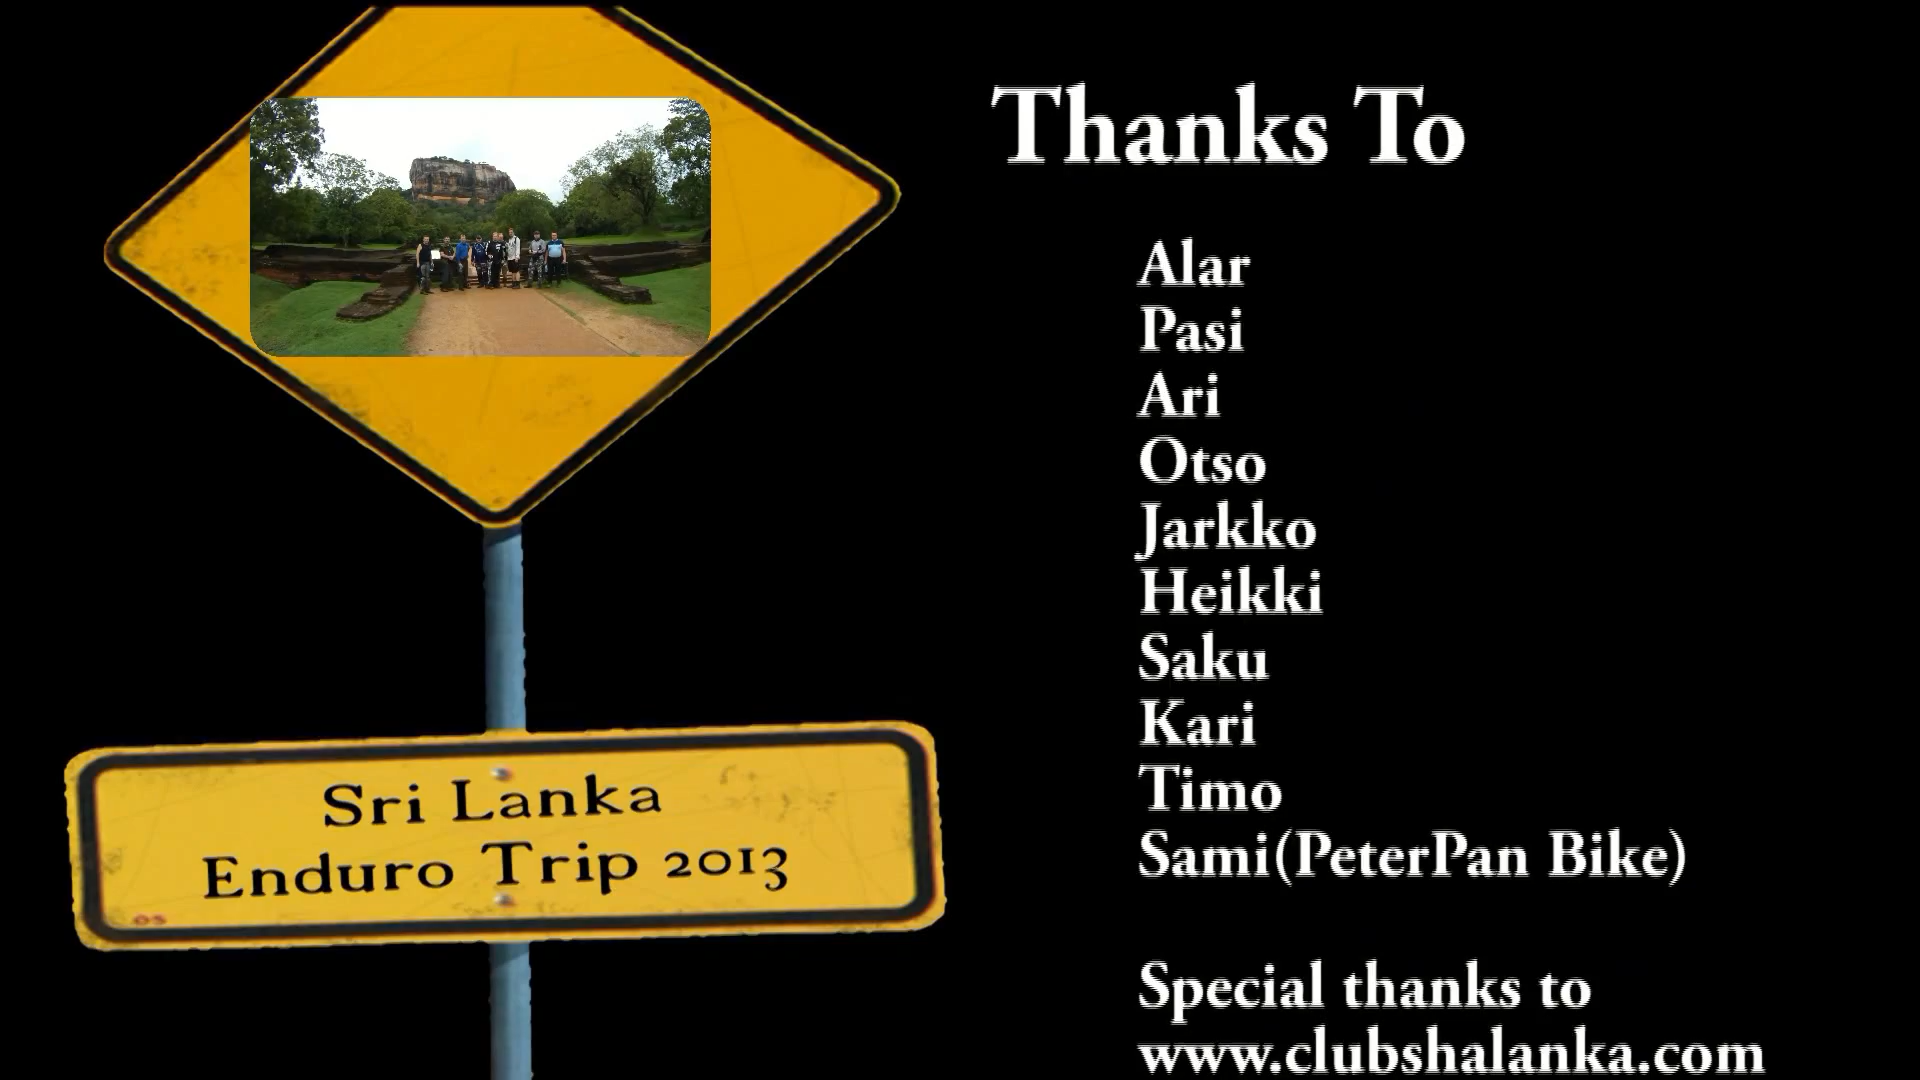 Thanks To
Alar
Pasi
Ari
Otso
Jarkko
Heikki
Saku
Kari
Timo
Sami(PeterPan Bike)
Special thanks to
www.clubshalanka.com
Sri Lanka
Enduro Trip 2013
os